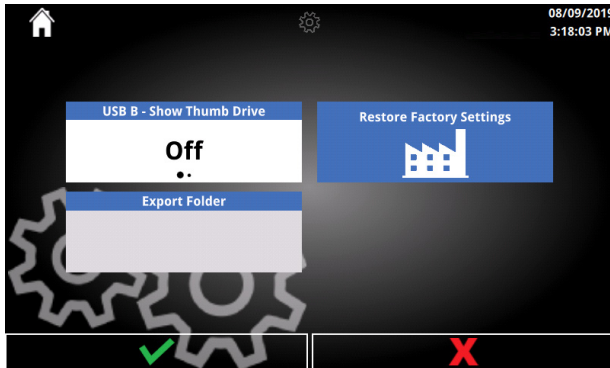 08/09/2019
3:18:03 PM
USB B - Show Thumb Drive
Off
Restore Factory Settings
Export Folder